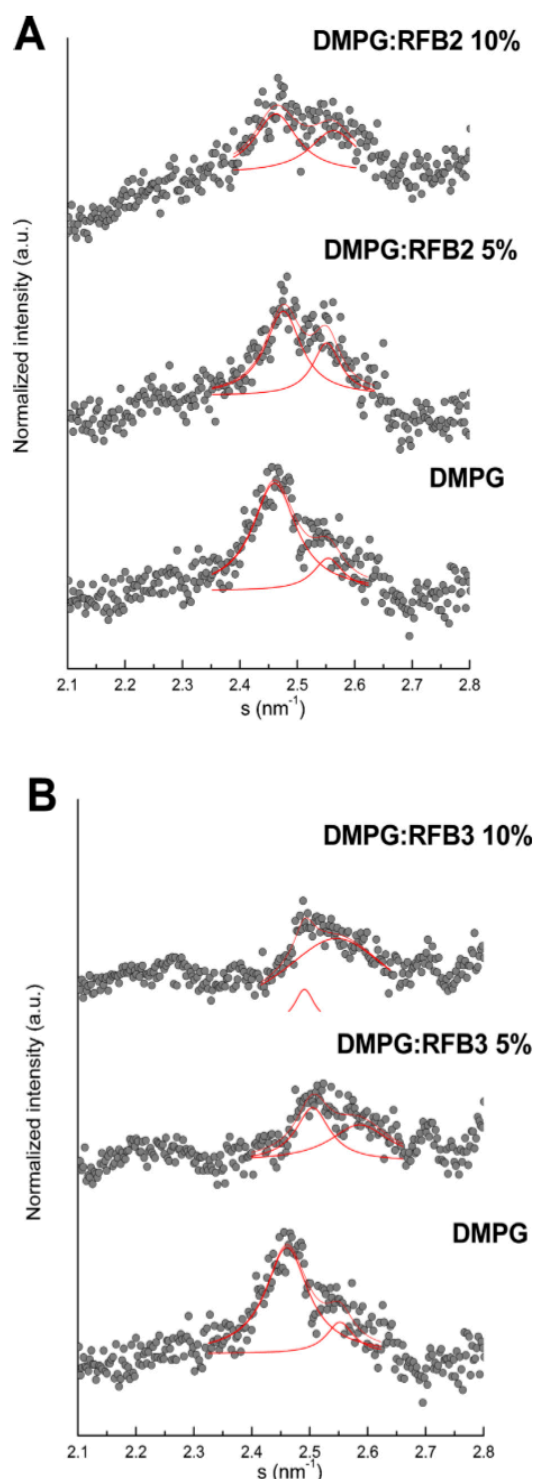 A
DMPG:RFB2 10%
DMPG:RFB2 5%
DMPG
Normalized intensity (a.u.)
2.1 2.2 2.3 2.4 2.5 2.6 2.7 2.8
s (nm⁻¹)
B
DMPG:RFB3 10%
DMPG:RFB3 5%
DMPG
Normalized intensity (a.u.)
2.1 2.2 2.3 2.4 2.5 2.6 2.7 2.8
s (nm⁻¹)